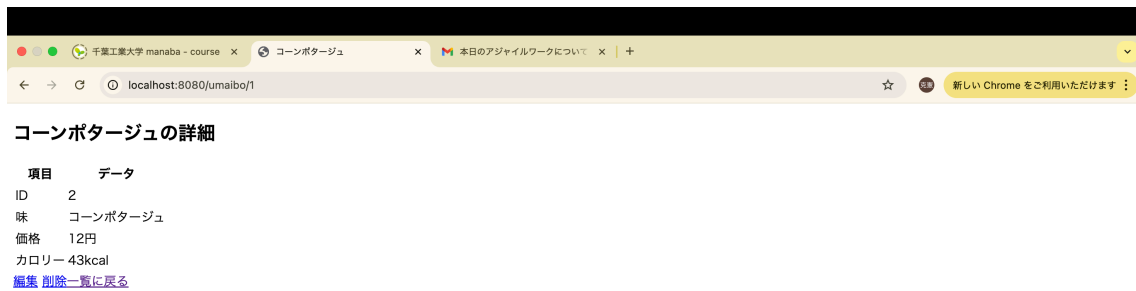 千葉工業大学 manaba - course × コーンポタージュ × 本日のアジャイルワークについて × +
localhost:8080/umaibo/1 新しい Chrome をご利用いただけます
コーンポタージュの詳細
項目 データ
ID 2
味 コーンポタージュ
価格 12円
カロリー 43kcal
編集 削除一覧に戻る